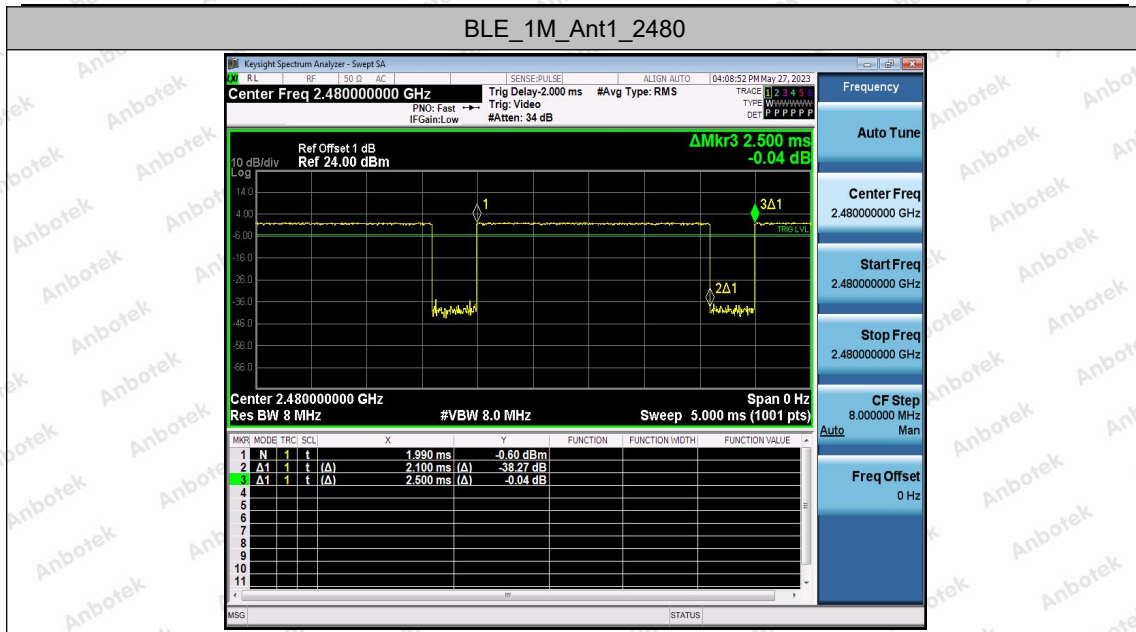 BLE_1M_Ant1_2480
Keysight Spectrum Analyzer - Swept SA
LXI RL RF 50 Ω AC SENSE:PULSE ALIGN AUTO 04:08:52 PM May 27, 2023
Center Freq 2.480000000 GHz Trig Delay-2.000 ms #Avg Type: RMS TRACE 1 2 3 4 5 6
PNO: Fast Trig: Video TYPE WWWWWW
IFGain:Low #Atten: 34 dB DET P P P P P P
Frequency
ΔMkr3 2.500 ms
-0.04 dB
Ref Offset 1 dB
10 dB/div Ref 24.00 dBm
Log
14.0
4.00
-6.00
-16.0
-26.0
-36.0
-46.0
-56.0
-66.0
1
3Δ1
TRIG LVL
2Δ1
Center 2.480000000 GHz Span 0 Hz
Res BW 8 MHz #VBW 8.0 MHz Sweep 5.000 ms (1001 pts)
MKR MODE TRC SCL X Y FUNCTION FUNCTION WIDTH FUNCTION VALUE
1 N 1 t 1.990 ms -0.60 dBm
2 Δ1 1 t (Δ) 2.100 ms (Δ) -38.27 dB
3 Δ1 1 t (Δ) 2.500 ms (Δ) -0.04 dB
4
5
6
7
8
9
10
11
MSG STATUS
Auto Tune
Center Freq
2.480000000 GHz
Start Freq
2.480000000 GHz
Stop Freq
2.480000000 GHz
CF Step
8.000000 MHz
Auto Man
Freq Offset
0 Hz
Anbotek